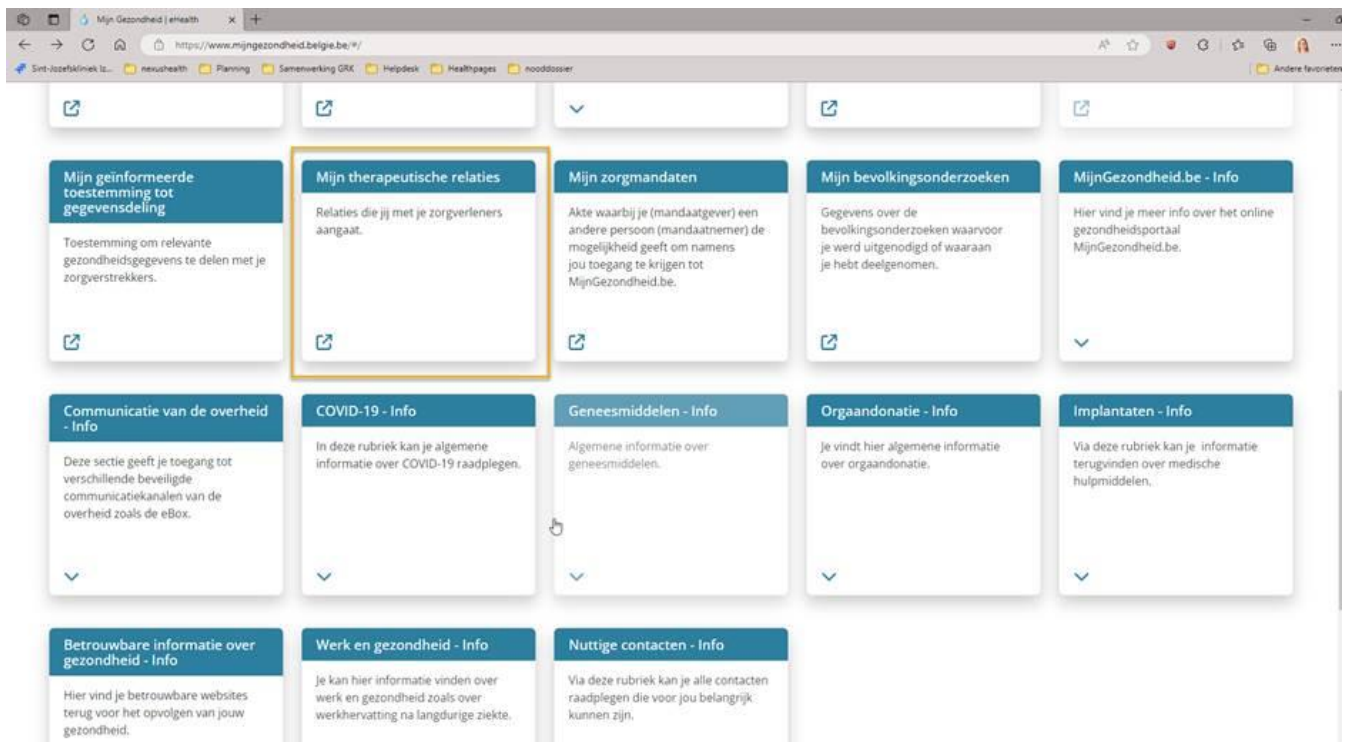 Mijn Gezondheid | eHealth
https://www.mijngezondheid.belgie.be/#/
Sint-Jozefskliniek Iz...
nexushealth
Planning
Samenwerking GRK
Helpdesk
Healthpages
nooddossier
Andere favorieten
Mijn geïnformeerde
toestemming tot
gegevensdeling
Toestemming om relevante
gezondheidsgegevens te delen met je
zorgverstrekkers.
Mijn therapeutische relaties
Relaties die jij met je zorgverleners
aangaat.
Mijn zorgmandaten
Akte waarbij je (mandaatgever) een
andere persoon (mandaatnemer) de
mogelijkheid geeft om namens
jou toegang te krijgen tot
MijnGezondheid.be.
Mijn bevolkingsonderzoeken
Gegevens over de
bevolkingsonderzoeken waarvoor
je werd uitgenodigd of waaraan
je hebt deelgenomen.
MijnGezondheid.be - Info
Hier vind je meer info over het online
gezondheidsportaal
MijnGezondheid.be.
Communicatie van de overheid
- Info
Deze sectie geeft je toegang tot
verschillende beveiligde
communicatiekanalen van de
overheid zoals de eBox.
COVID-19 - Info
In deze rubriek kan je algemene
informatie over COVID-19 raadplegen.
Geneesmiddelen - Info
Algemene informatie over
geneesmiddelen.
Orgaandonatie - Info
Je vindt hier algemene informatie
over orgaandonatie.
Implantaten - Info
Via deze rubriek kan je informatie
terugvinden over medische
hulpmiddelen.
Betrouwbare informatie over
gezondheid - Info
Hier vind je betrouwbare websites
terug voor het opvolgen van jouw
gezondheid.
Werk en gezondheid - Info
Je kan hier informatie vinden over
werk en gezondheid zoals over
werkhervatting na langdurige ziekte.
Nuttige contacten - Info
Via deze rubriek kan je alle contacten
raadplegen die voor jou belangrijk
kunnen zijn.